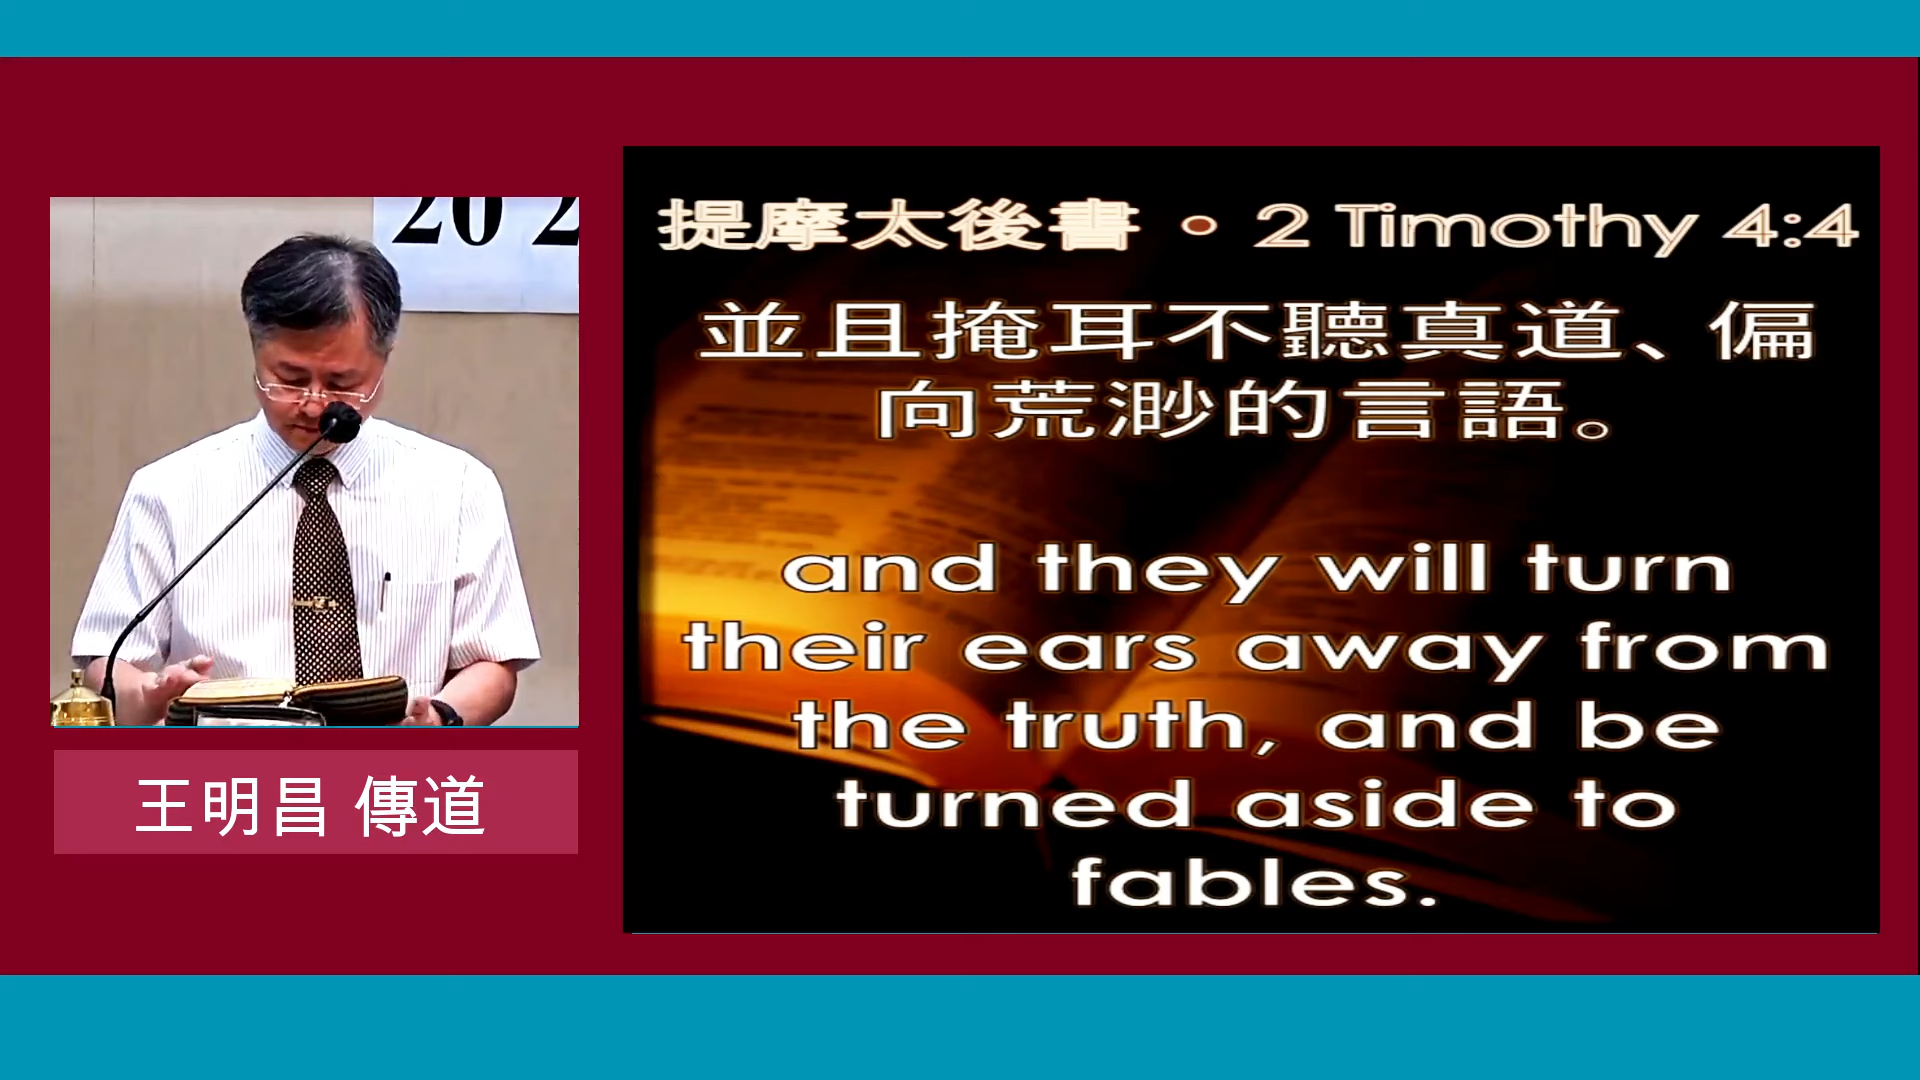 20 2
王明昌 傳道
提摩太後書 • 2 Timothy 4:4
並且掩耳不聽真道、偏
向荒渺的言語。
and they will turn
their ears away from
the truth, and be
turned aside to
fables.